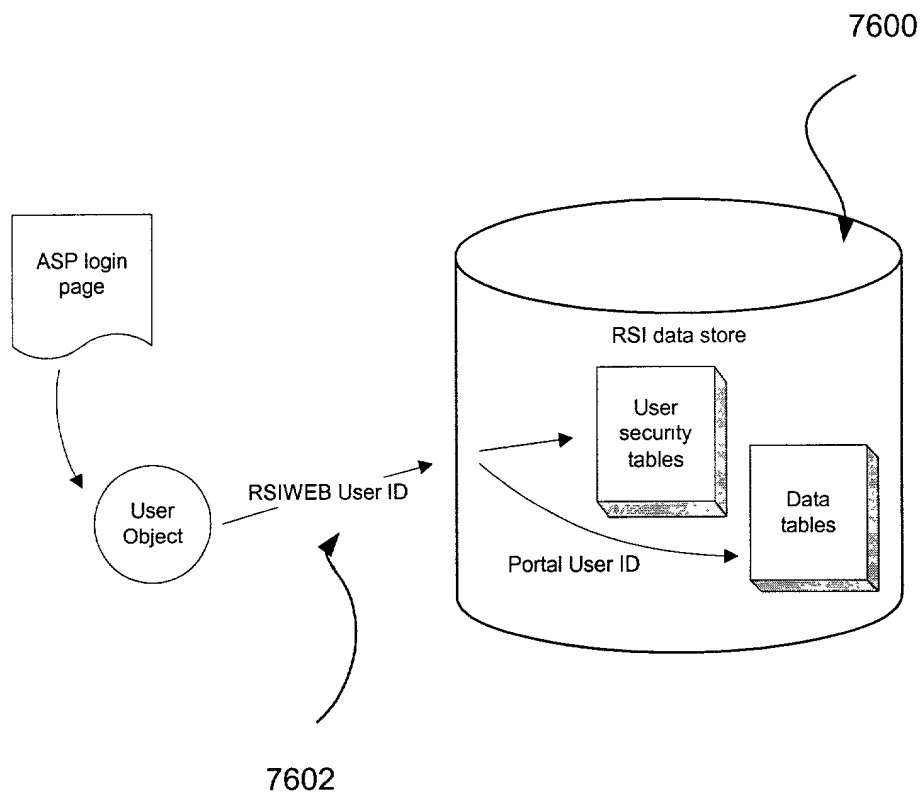 7600
ASP login
page
RSI data store
User
security
tables
RSIWEB User ID
User
Object
Data
tables
Portal User ID
7602